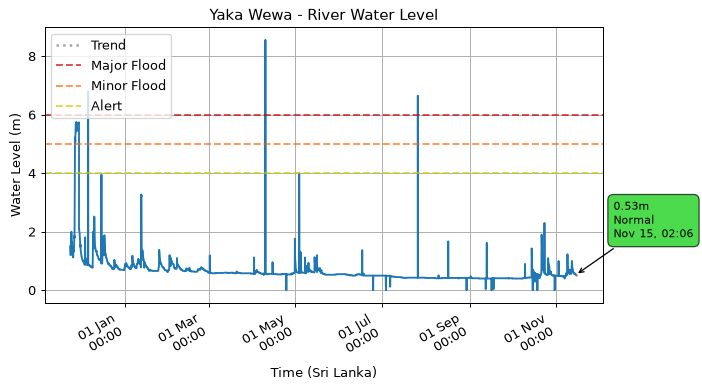 Yaka Wewa - River Water Level
Trend
Major Flood
Minor Flood
Alert
Water Level (m)
8
6
4
2
0
0.53m
Normal
Nov 15, 02:06
01 Jan
00:00
01 Mar
00:00
01 May
00:00
01 Jul
00:00
01 Sep
00:00
01 Nov
00:00
Time (Sri Lanka)